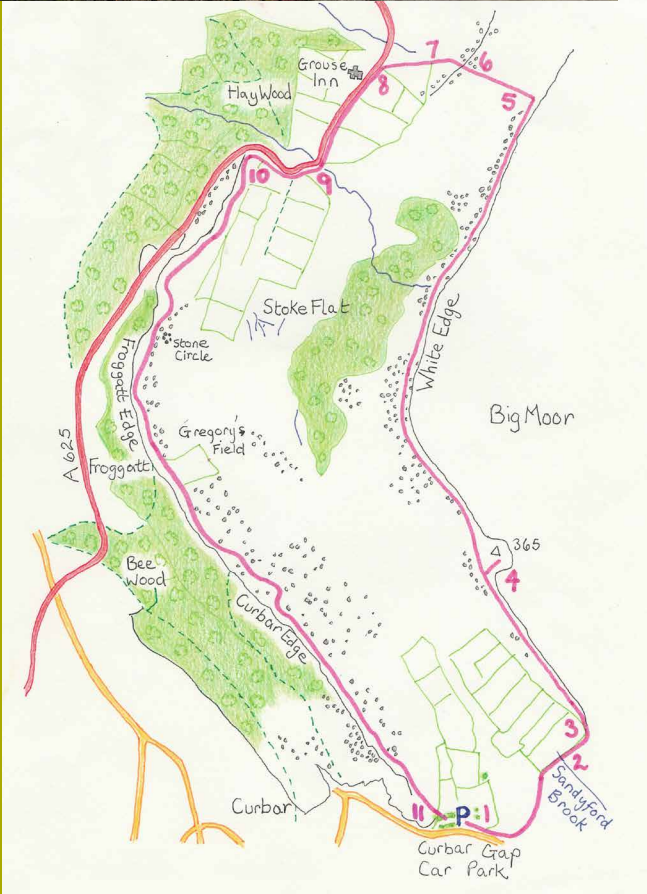 7
6
Grouse
Inn
8
5
Hay Wood
10
9
Stoke Flat
Stone
Circle
White Edge
Froggatt Edge
Big Moor
Gregory's
Field
A625
Froggatt
365
4
Bee
Wood
Curbar Edge
3
2
Sandyford
Brook
Curbar
11
P
1
Curbar Gap
Car Park